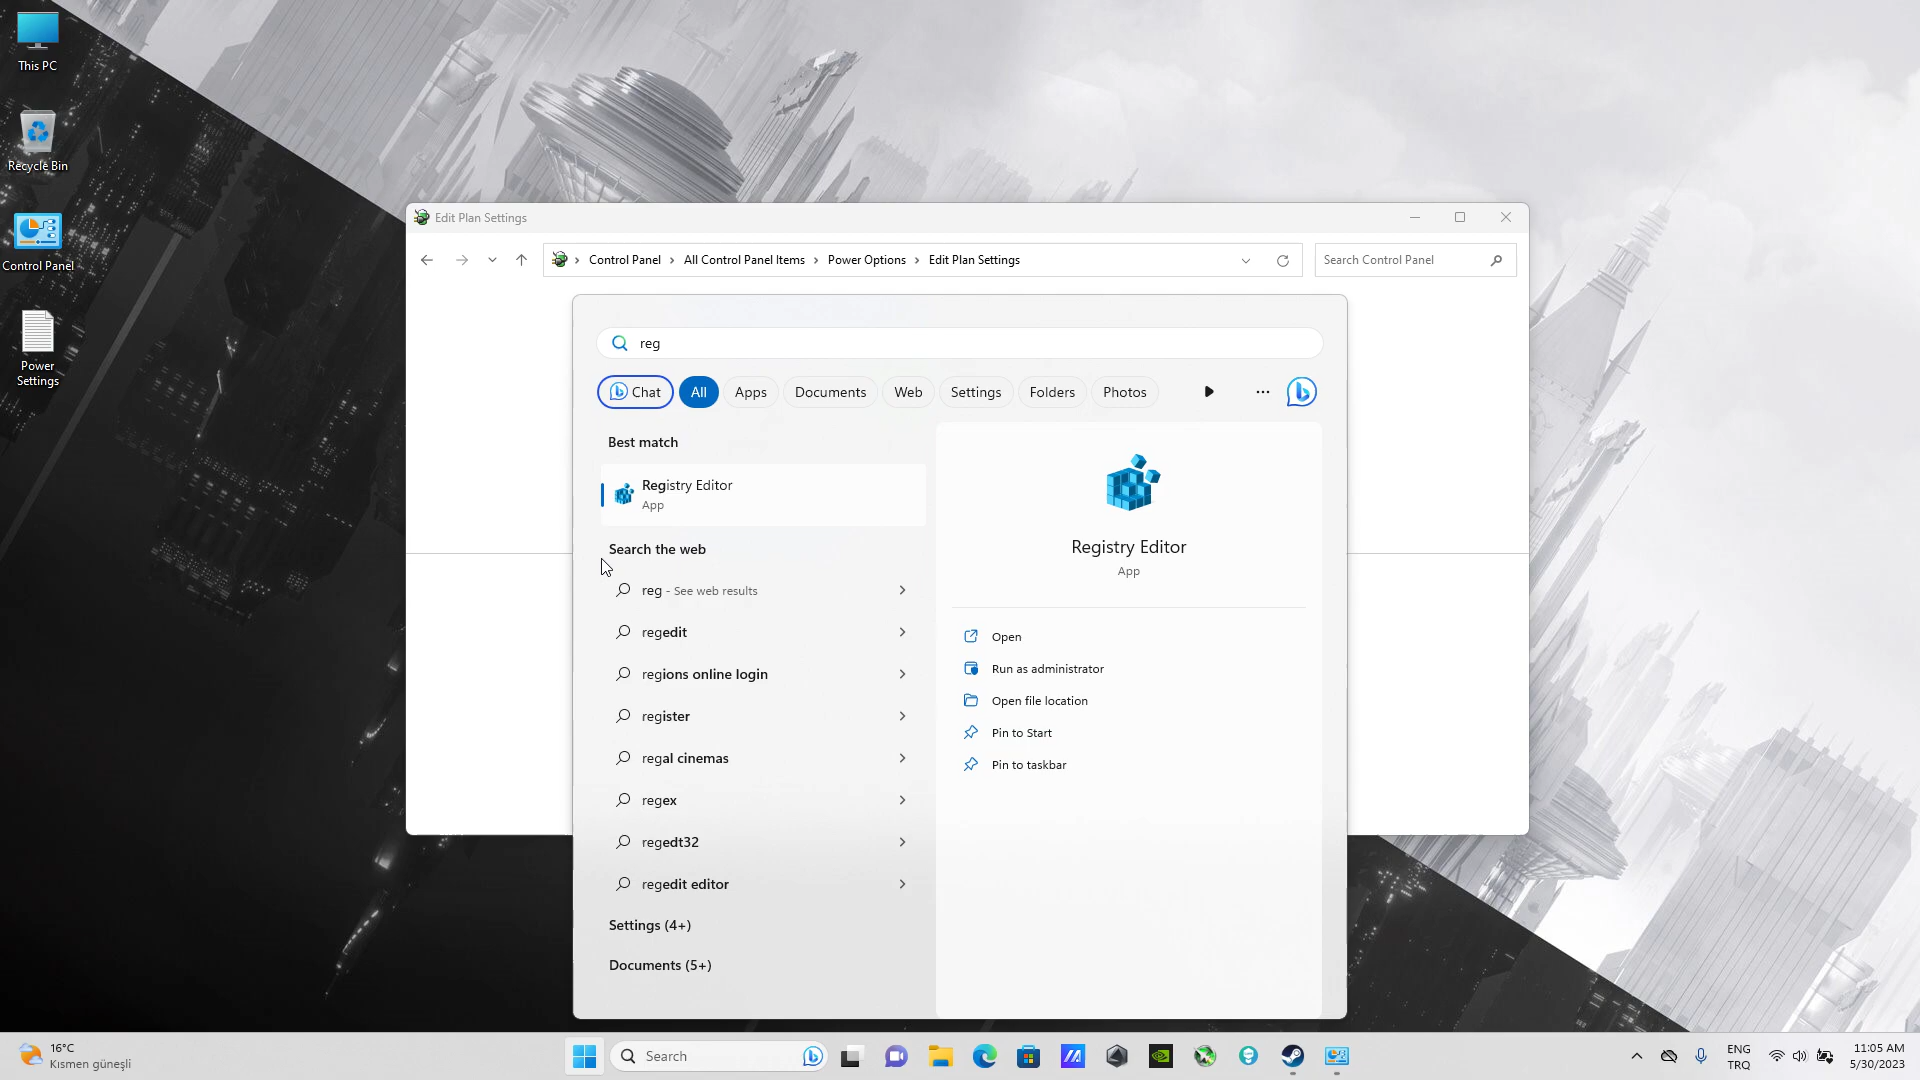 This PC
Recycle Bin
Control Panel
Power
Settings
Edit Plan Settings
Control Panel
All Control Panel Items
Power Options
Edit Plan Settings
Search Control Panel
reg
Chat
All
Apps
Documents
Web
Settings
Folders
Photos
Best match
Registry Editor
App
Search the web
reg - See web results
regedit
regions online login
register
regal cinemas
regex
regedt32
regedit editor
Settings (4+)
Documents (5+)
Registry Editor
App
Open
Run as administrator
Open file location
Pin to Start
Pin to taskbar
16°C
Kısmen güneşli
Search
ENG
TRQ
11:05 AM
5/30/2023